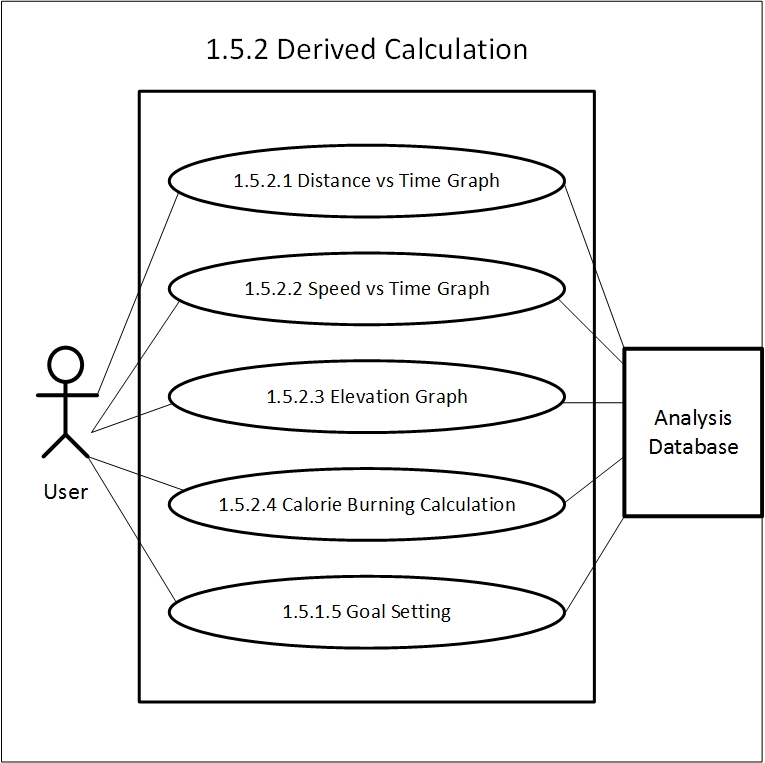 1.5.2 Derived Calculation
1.5.2.1 Distance vs Time Graph
1.5.2.2 Speed vs Time Graph
1.5.2.3 Elevation Graph
1.5.2.4 Calorie Burning Calculation
1.5.1.5 Goal Setting
User
Analysis
Database